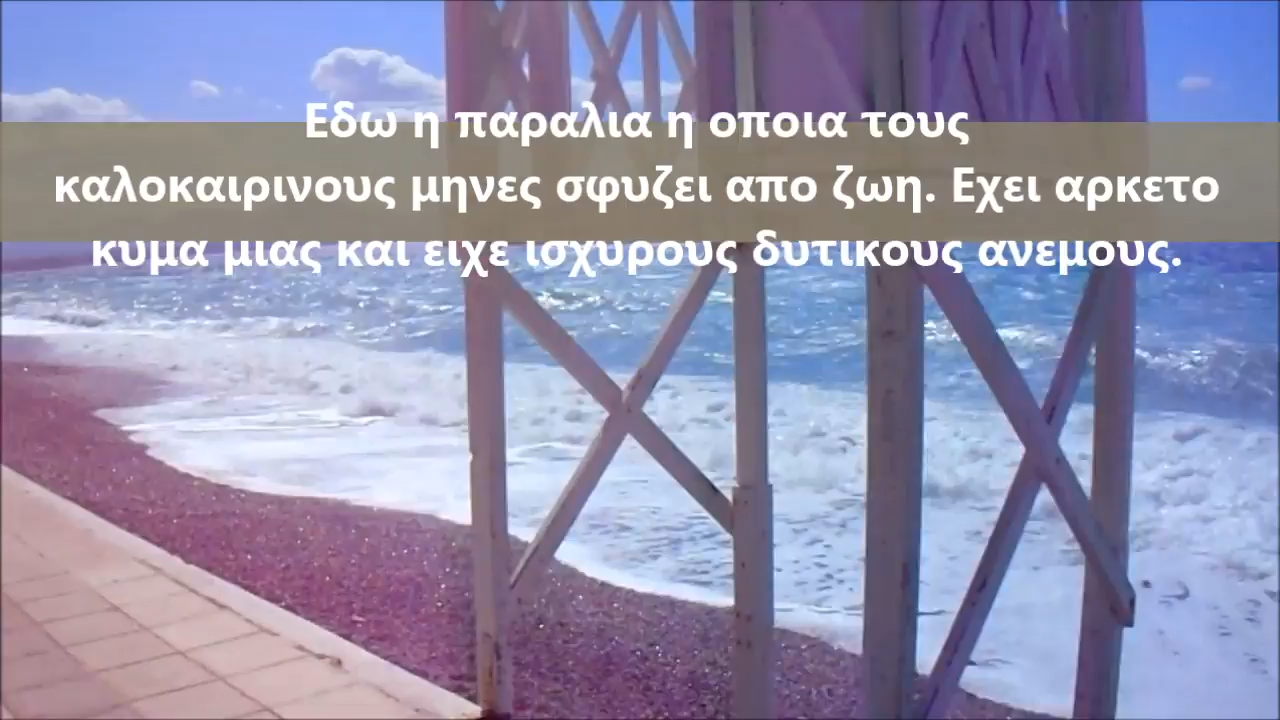 Εδω η παραλια η οποια τους
καλοκαιρινους μηνες σφυζει απο ζωη. Εχει αρκετο
κυμα μιας και ειχε ισχυρους δυτικους ανεμους.